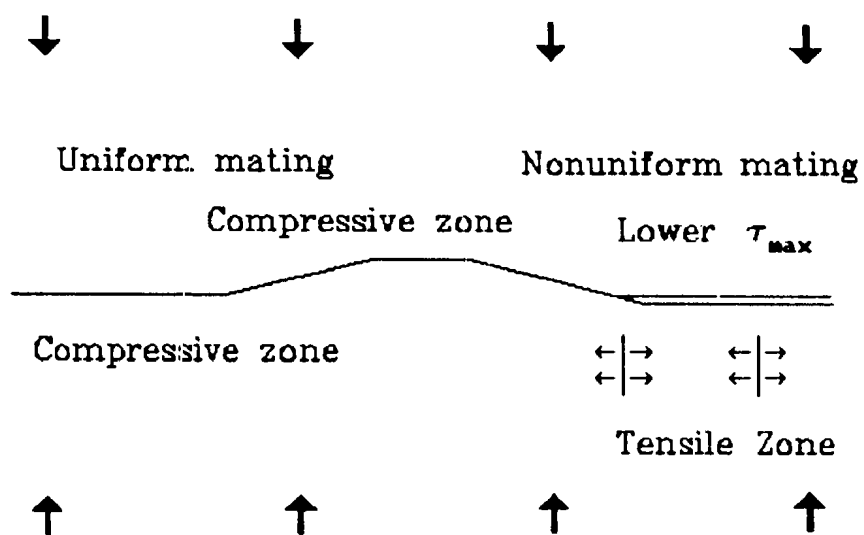 Uniform mating
Nonuniform mating
Compressive zone
Lower τmax
Compressive zone
Tensile Zone